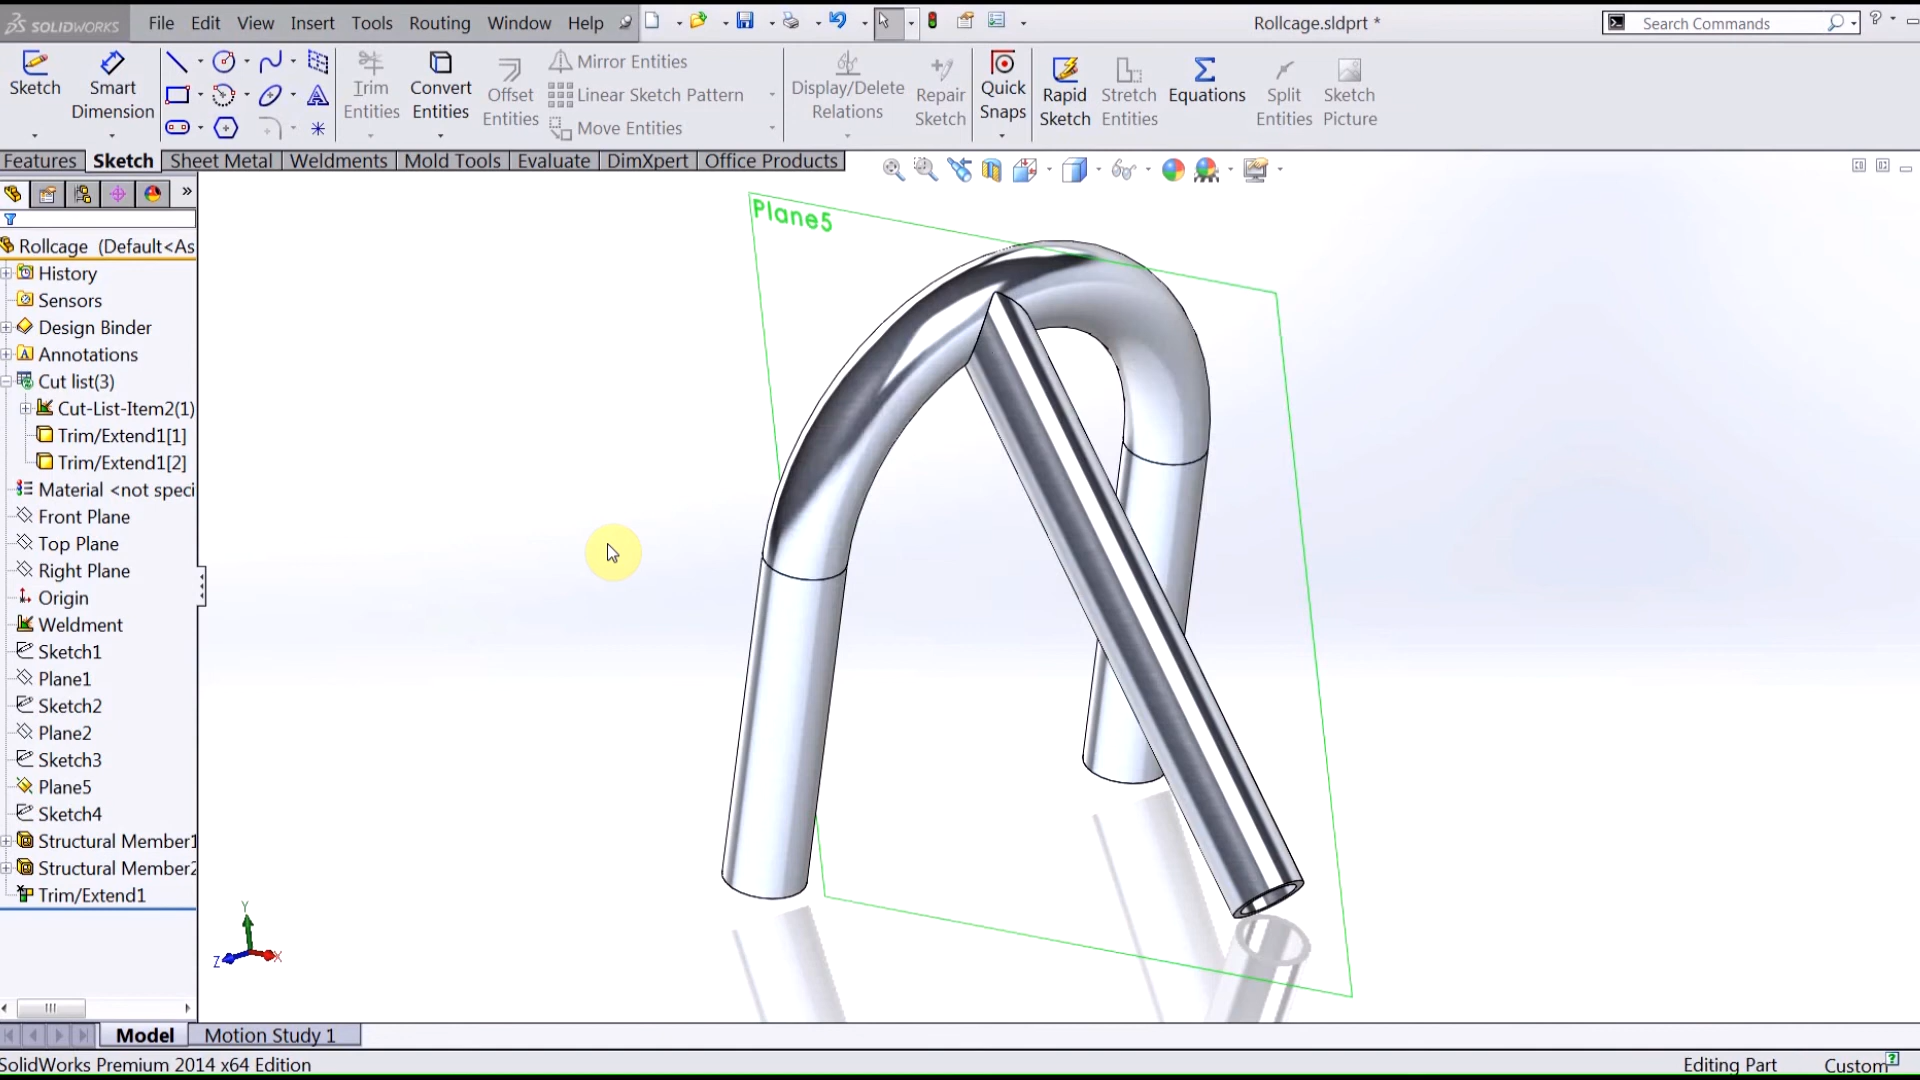 SOLIDWORKS File Edit View Insert Tools Routing Window Help Rollcage.sldprt * Search Commands ?
Sketch
Smart Dimension
Trim Entities
Convert Entities
Offset Entities
Mirror Entities
Linear Sketch Pattern
Move Entities
Display/Delete Relations
Repair Sketch
Quick Snaps
Rapid Sketch
Stretch Entities
Equations
Split Entities
Sketch Picture
Features Sketch Sheet Metal Weldments Mold Tools Evaluate DimXpert Office Products
Rollcage (Default<As
History
Sensors
Design Binder
Annotations
Cut list(3)
Cut-List-Item2(1)
Trim/Extend1[1]
Trim/Extend1[2]
Material <not speci
Front Plane
Top Plane
Right Plane
Origin
Weldment
Sketch1
Plane1
Sketch2
Plane2
Sketch3
Plane5
Sketch4
Structural Member1
Structural Member2
Trim/Extend1
Plane5
Y
Z
X
Model Motion Study 1
SolidWorks Premium 2014 x64 Edition Editing Part Custom